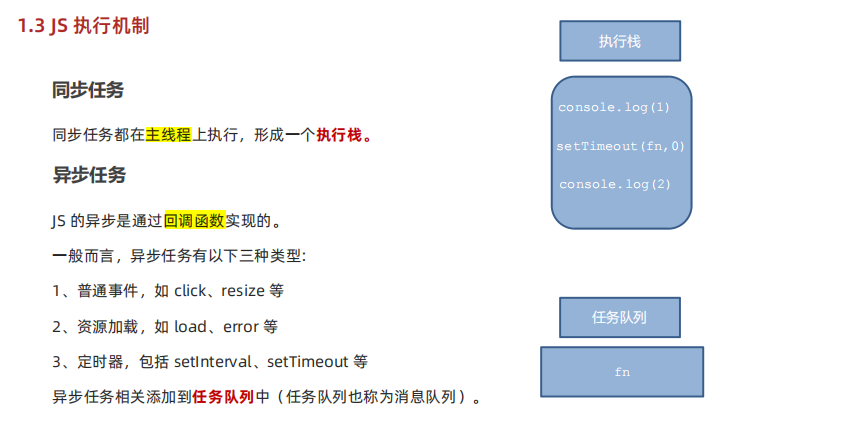 1.3 JS 执行机制
同步任务
同步任务都在主线程上执行，形成一个执行栈。
异步任务
JS 的异步是通过回调函数实现的。
一般而言，异步任务有以下三种类型:
1、普通事件，如 click、resize 等
2、资源加载，如 load、error 等
3、定时器，包括 setInterval、setTimeout 等
异步任务相关添加到任务队列中（任务队列也称为消息队列）。
执行栈
console.log(1)
setTimeout(fn,0)
console.log(2)
任务队列
fn